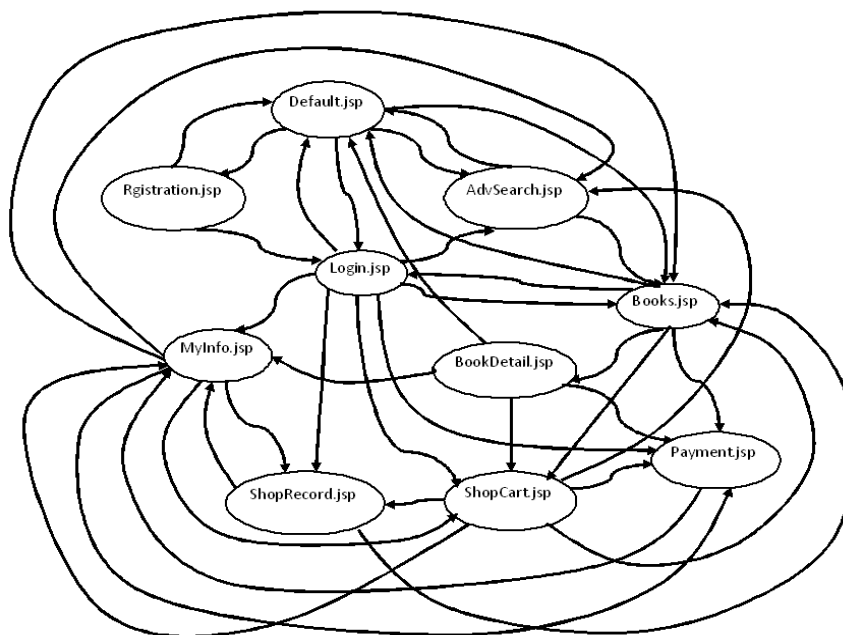 Default.jsp
Rgistration.jsp
AdvSearch.jsp
Login.jsp
Books.jsp
MyInfo.jsp
BookDetail.jsp
Payment.jsp
ShopRecord.jsp
ShopCart.jsp